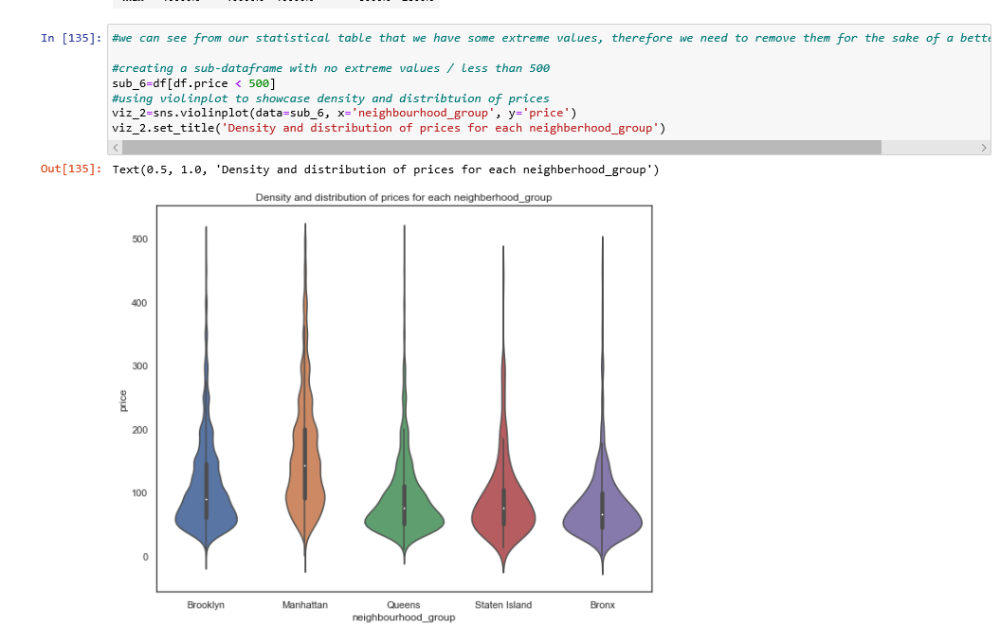 In [135]: #we can see from our statistical table that we have some extreme values, therefore we need to remove them for the sake of a
#creating a sub-dataframe with no extreme values / less than 500
sub_6=df[df.price < 500]
#using violinplot to showcase density and distribtuion of prices
viz_2=sns.violinplot(data=sub_6, x='neighbourhood_group', y='price')
viz_2.set_title('Density and distribution of prices for each neighberhood_group')
Out[135]: Text(0.5, 1.0, 'Density and distribution of prices for each neighberhood_group')
Density and distribution of prices for each neighberhood_group
500
400
300
200
100
0
price
Brooklyn Manhattan Queens Staten Island Bronx
neighbourhood_group